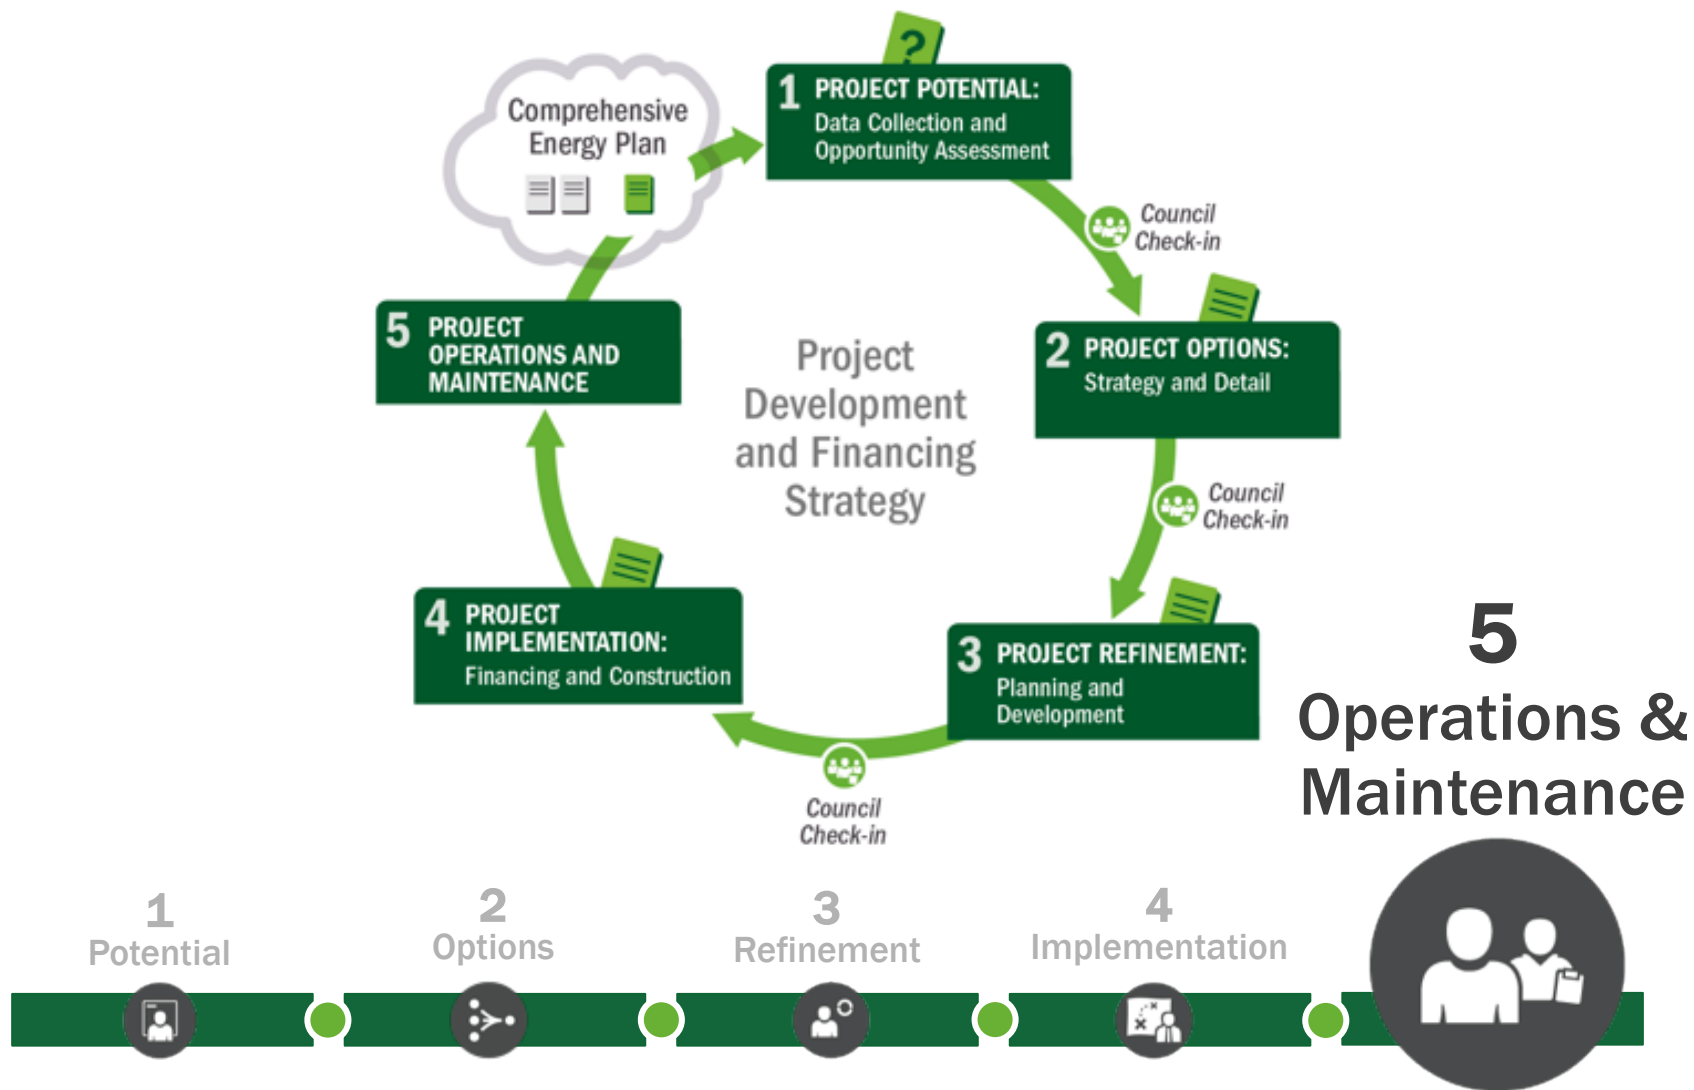 Comprehensive
Energy Plan
?
1 PROJECT POTENTIAL:
Data Collection and
Opportunity Assessment
Council
Check-in
2 PROJECT OPTIONS:
Strategy and Detail
Council
Check-in
3 PROJECT REFINEMENT:
Planning and
Development
Council
Check-in
4 PROJECT
IMPLEMENTATION:
Financing and Construction
5 PROJECT
OPERATIONS AND
MAINTENANCE
Project
Development
and Financing
Strategy
1
Potential
2
Options
3
Refinement
4
Implementation
5
Operations &
Maintenance